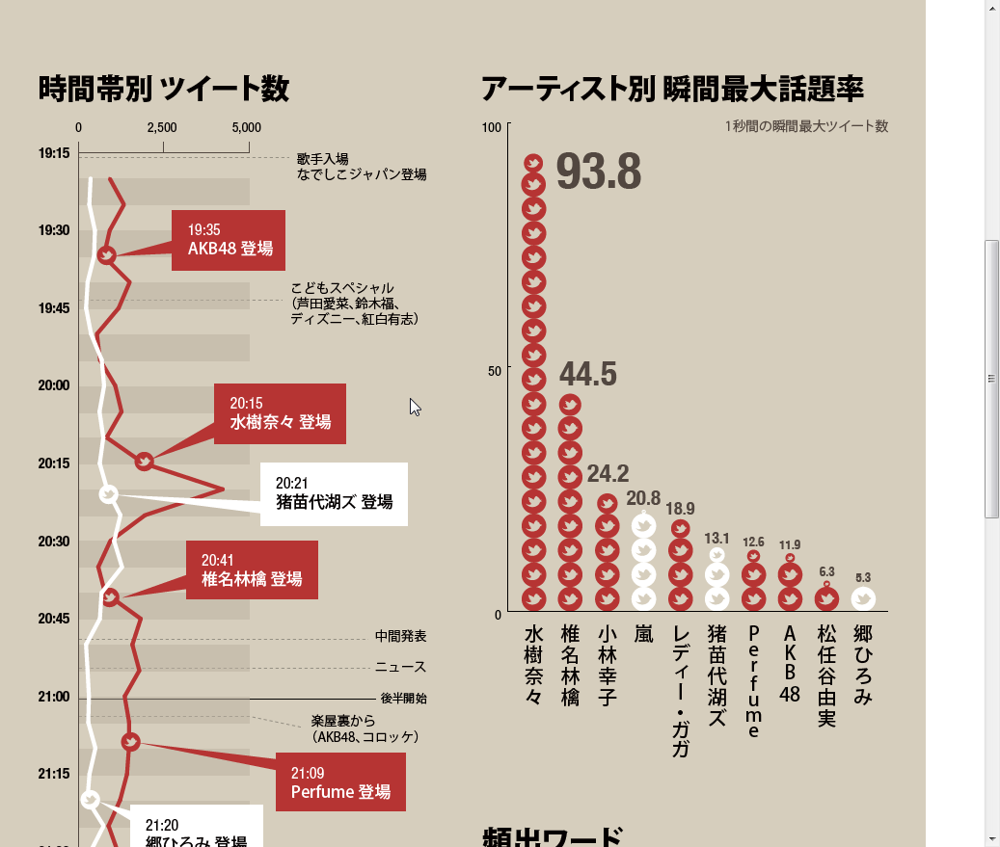 時間帯別 ツイート数
0 2,500 5,000
19:15
歌手入場
なでしこジャパン登場
19:30
19:35
AKB48 登場
こどもスペシャル
（芦田愛菜、鈴木福、
ディズニー、紅白有志）
19:45
20:00
20:15
水樹奈々 登場
20:15
20:21
猪苗代湖ズ 登場
20:30
20:41
椎名林檎 登場
20:45
中間発表
ニュース
21:00
後半開始
楽屋裏から
（AKB48、コロッケ）
21:09
Perfume 登場
21:15
21:20
郷ひろみ 登場
アーティスト別 瞬間最大話題率
1秒間の瞬間最大ツイート数
100
93.8
50
44.5
24.2
20.8
18.9
13.1
12.6
11.9
6.3
5.3
0
水樹奈々
椎名林檎
小林幸子
嵐
レディー・ガガ
猪苗代湖ズ
Perfume
AKB48
松任谷由実
郷ひろみ
頻出ワード